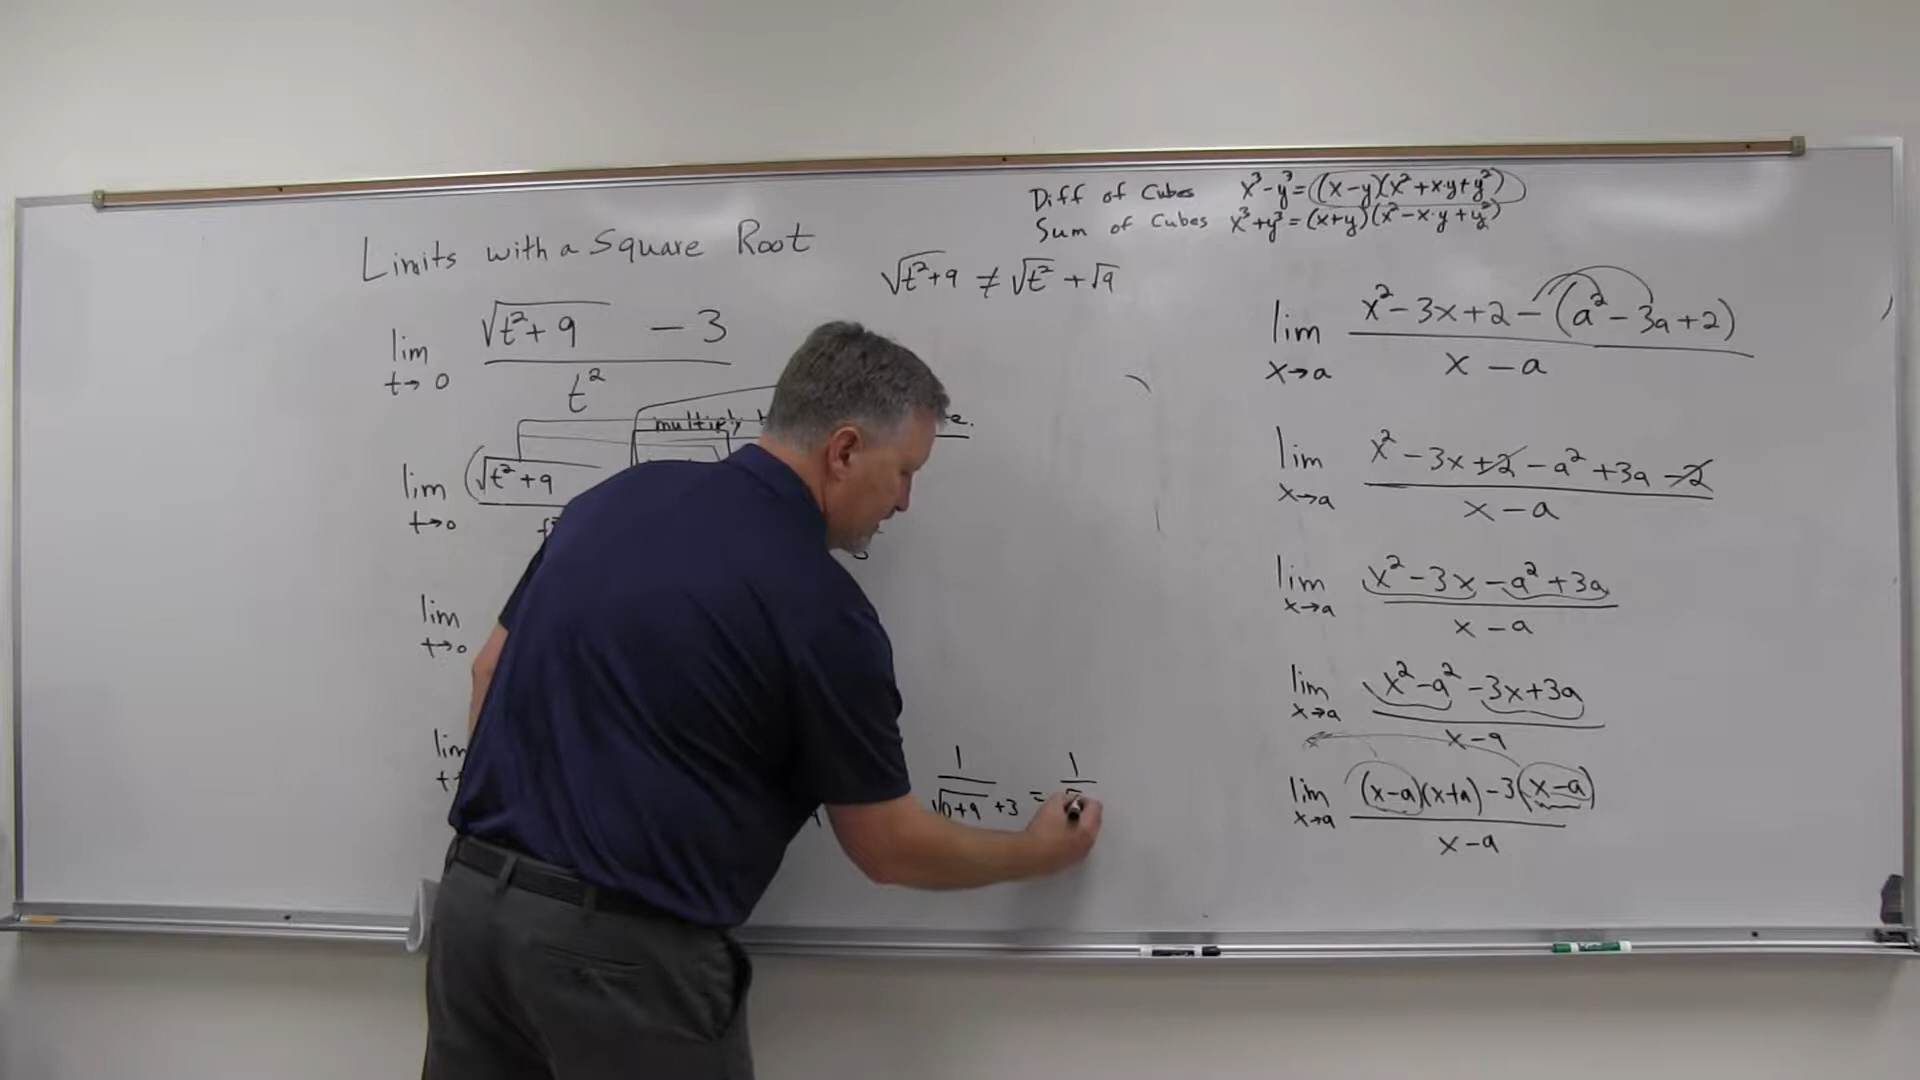 Diff of Cubes x³-y³=(x-y)(x²+x·y+y²)
Sum of Cubes x³+y³=(x+y)(x²-x·y+y²)
Limits with a Square Root
√(t²+9) ≠ √t² + √9
lim t→0 (√(t²+9) - 3)/t²
multiply
lim t→0 (√(t²+9)
lim t→0
lim
1/(√(0+9) +3) = 1/
lim x→a (x²-3x+2-(a²-3a+2))/(x-a)
lim x→a (x²-3x+2-a²+3a-2)/(x-a)
lim x→a (x²-3x-a²+3a)/(x-a)
lim x→a (x²-a²-3x+3a)/(x-a)
lim x→a ((x-a)(x+a)-3(x-a))/(x-a)